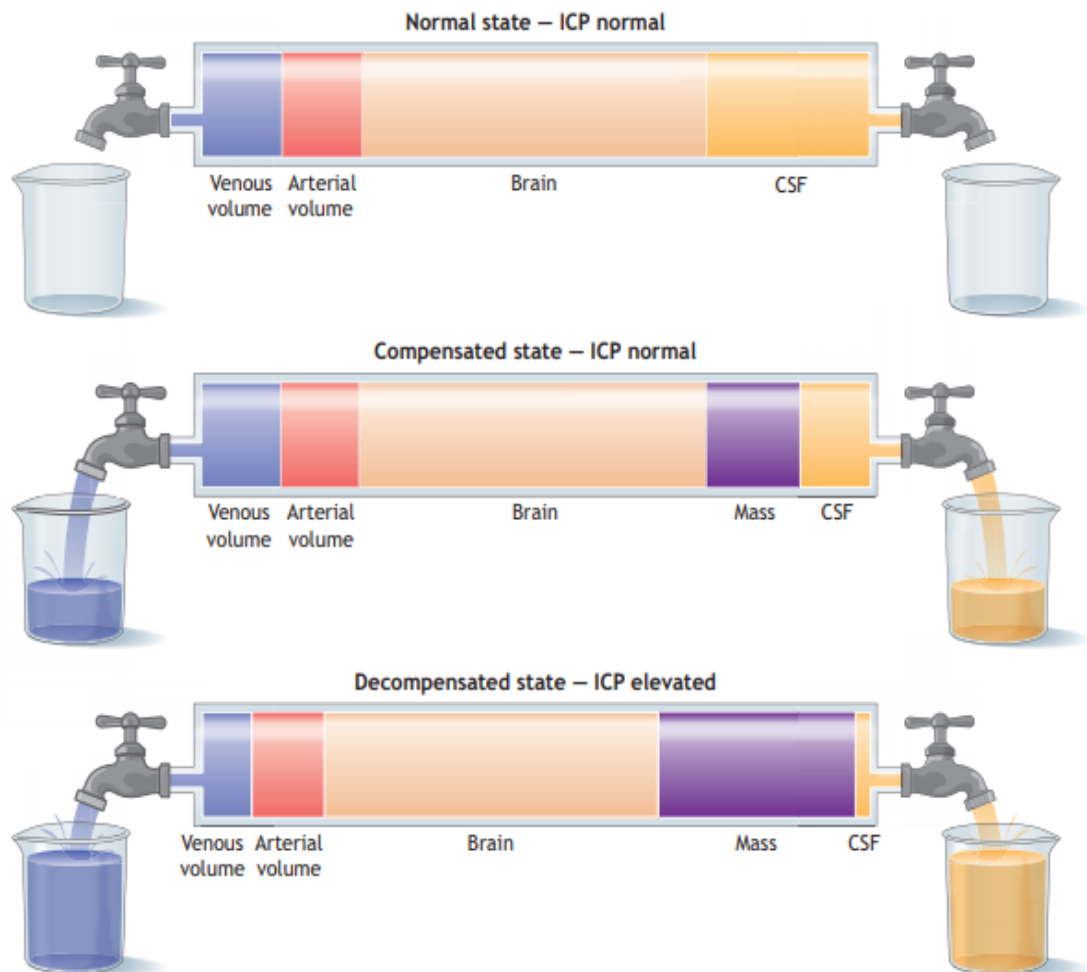 Normal state — ICP normal
Venous volume
Arterial volume
Brain
CSF
Compensated state — ICP normal
Venous volume
Arterial volume
Brain
Mass
CSF
Decompensated state — ICP elevated
Venous volume
Arterial volume
Brain
Mass
CSF